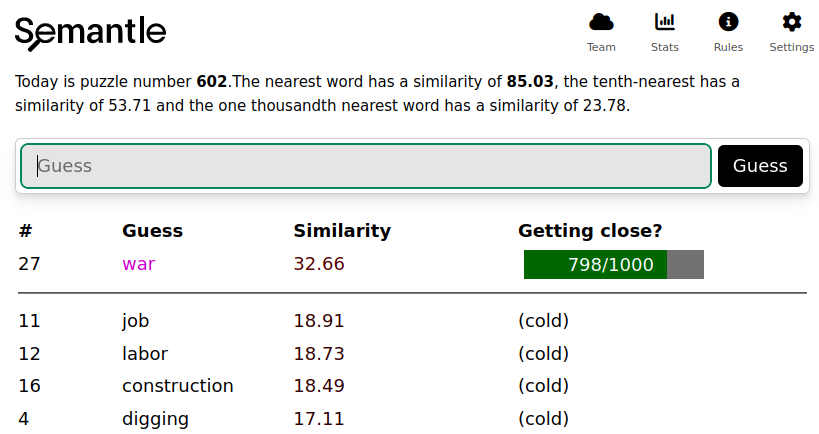 Semantle
Team Stats Rules Settings
Today is puzzle number 602.The nearest word has a similarity of 85.03, the tenth-nearest has a
similarity of 53.71 and the one thousandth nearest word has a similarity of 23.78.
Guess Guess
# Guess Similarity Getting close?
27 war 32.66 798/1000
11 job 18.91 (cold)
12 labor 18.73 (cold)
16 construction 18.49 (cold)
4 digging 17.11 (cold)